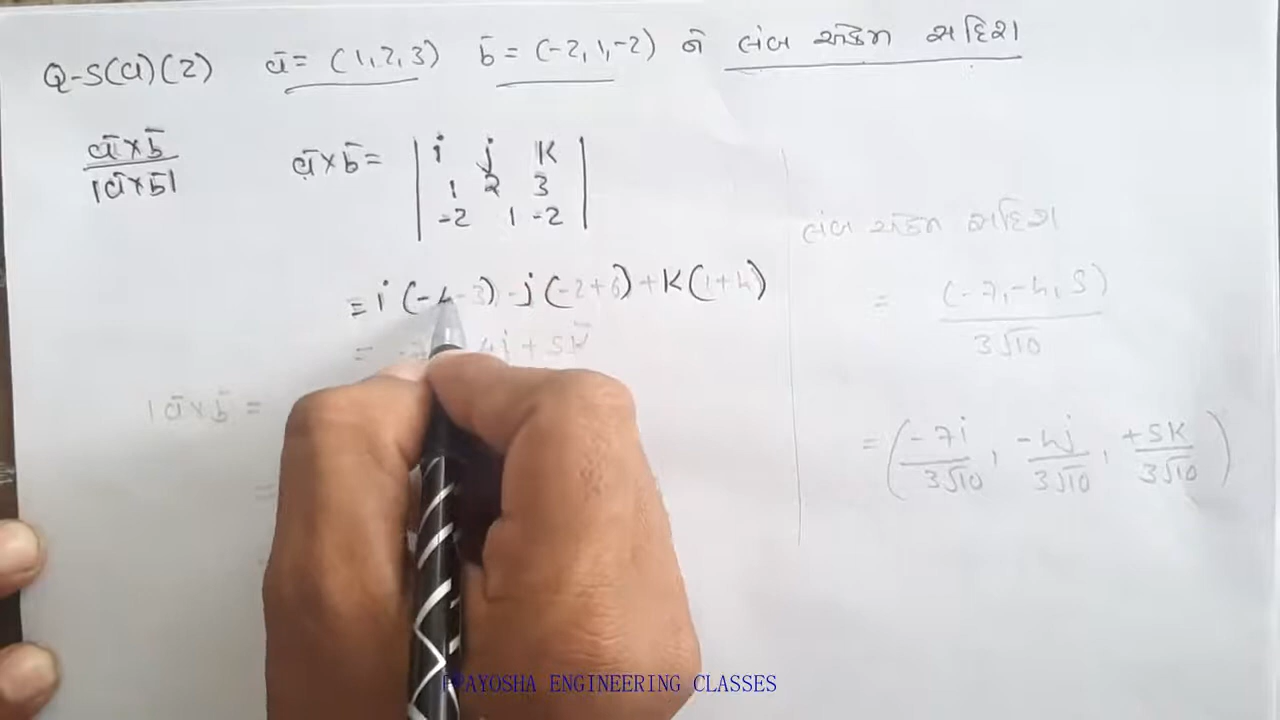 Q-5(a)(2) ā = (1,2,3) b̄ = (-2,1,-2) ને લંબ એકમ સદિશ
ā×b̄
|ā×b̄|
ā×b̄ =
i j K
1 2 3
-2 1 -2
= i(-4-3) -j(-2+6) +K(1+4)
= 4j + 5K
|ā×b̄ =
=
લંબ એકમ સદિશ
= (-7,-4,5)
3√10
= (-7i/3√10, -4j/3√10, +5K/3√10)
PRAYOSHA ENGINEERING CLASSES